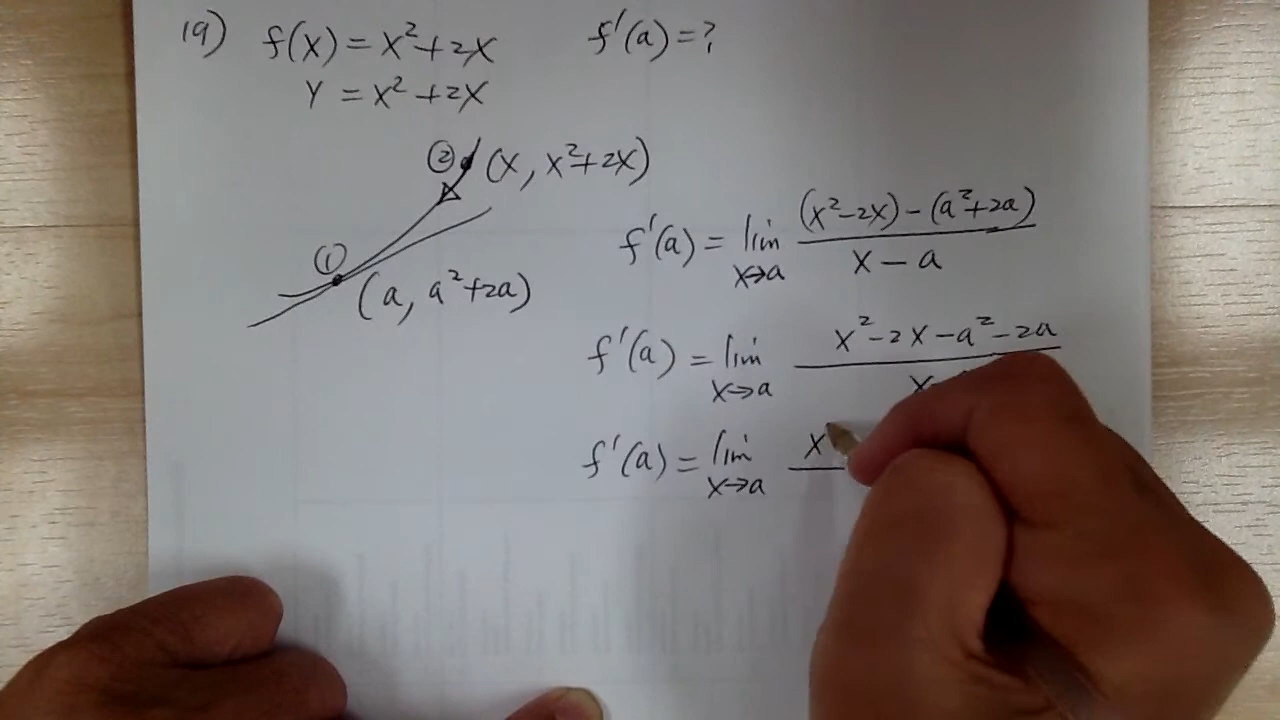 19) f(x) = x²+2x f'(a) = ?
Y = x²+2x
② (x, x²+2x)
① (a, a²+2a)
f'(a) = lim x→a (x²-2x)-(a²+2a) / x-a
f'(a) = lim x→a x²-2x-a²-2a / x
f'(a) = lim x→a x